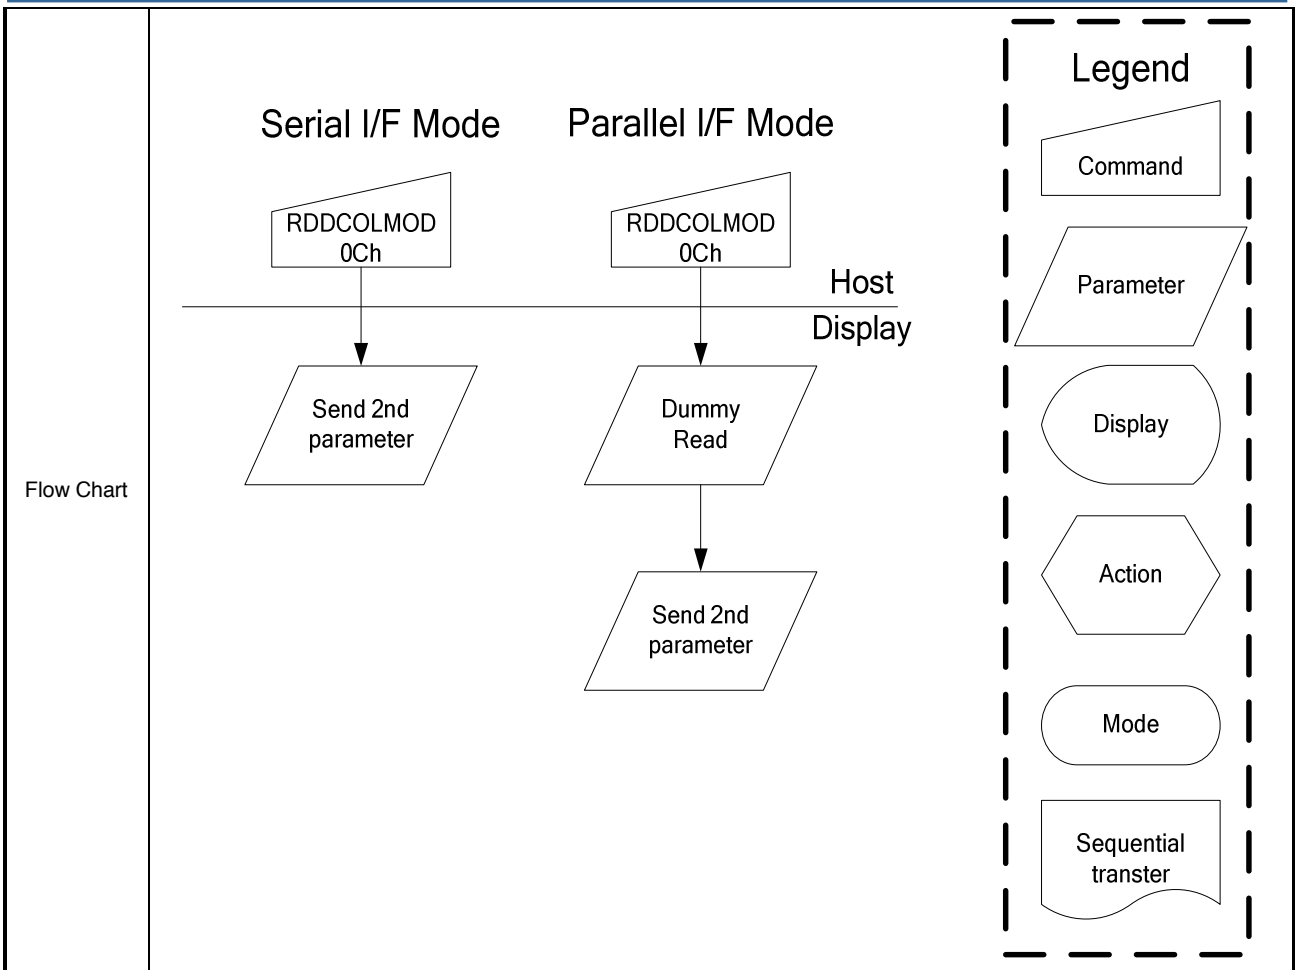 Flow Chart
Serial I/F Mode
Parallel I/F Mode
RDDCOLMOD
0Ch
RDDCOLMOD
0Ch
Host
Display
Send 2nd
parameter
Dummy
Read
Send 2nd
parameter
Legend
Command
Parameter
Display
Action
Mode
Sequential
transter